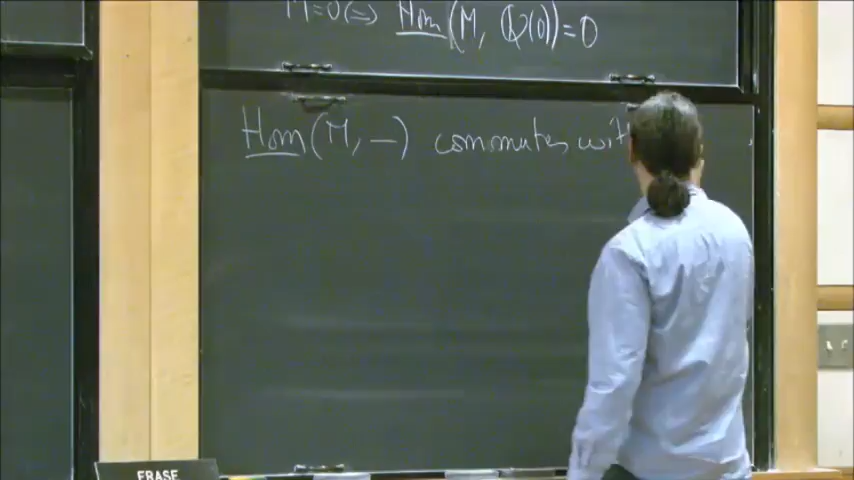 M=0 (=) Hom (M, Q(0)) = 0
Hom (M, —) commutes wit
ERASE